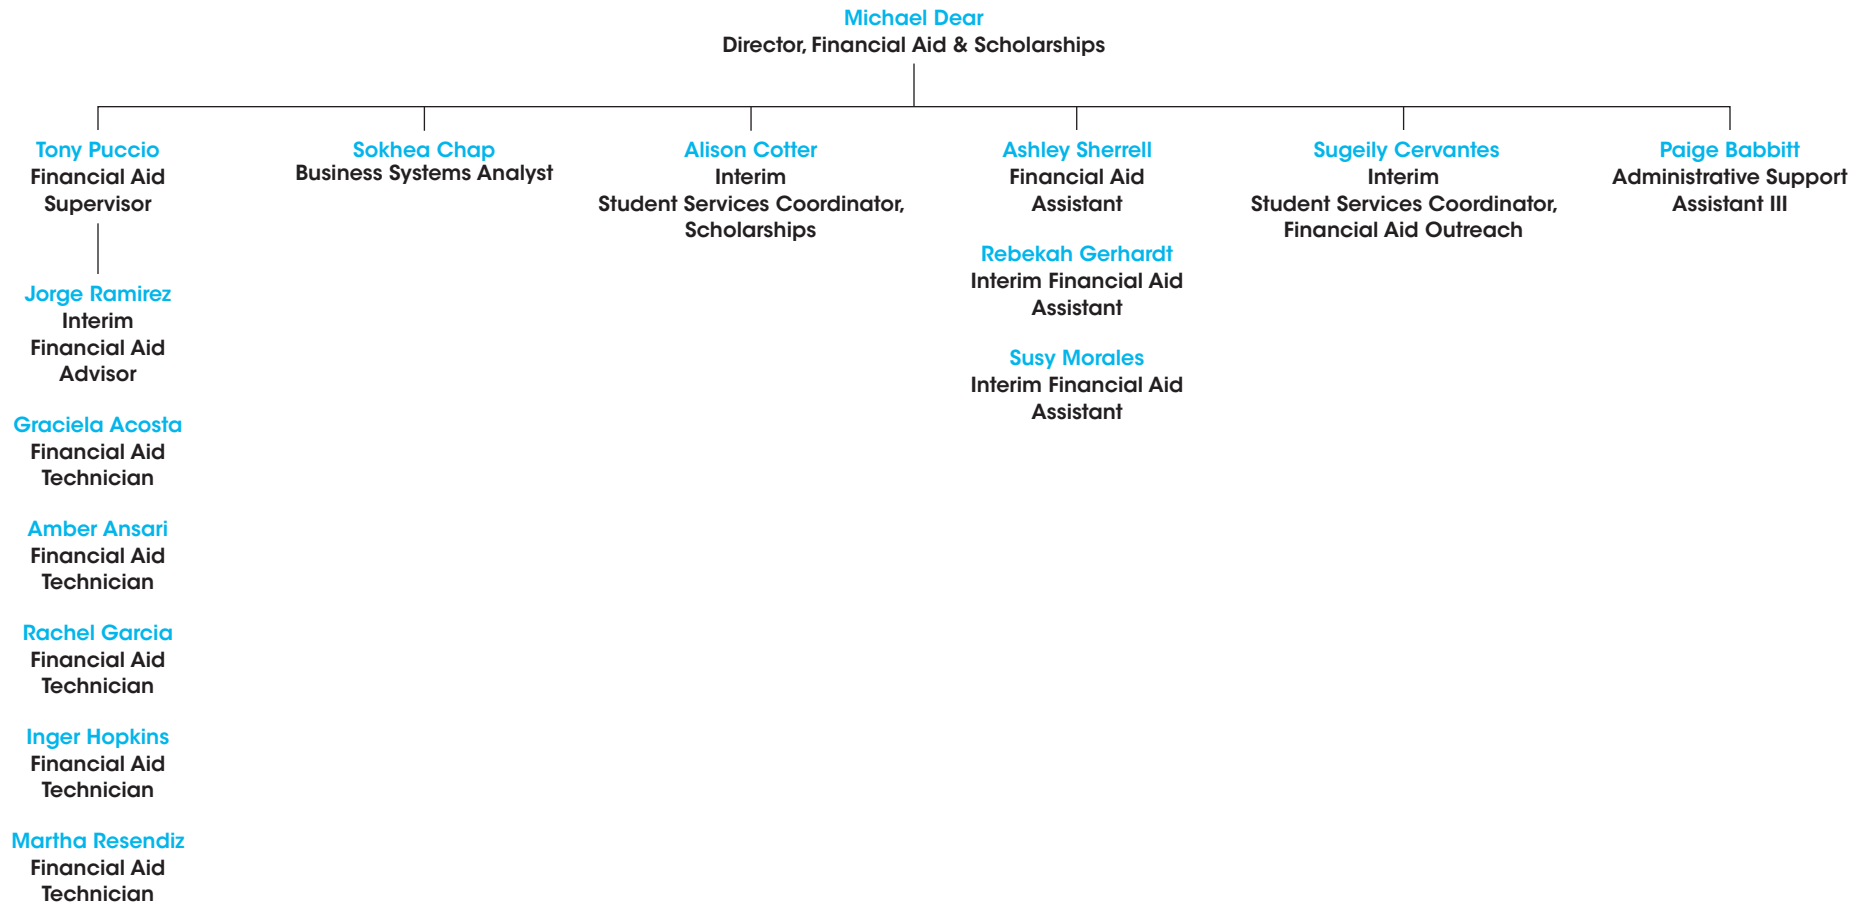 Michael Dear
Director, Financial Aid & Scholarships
Tony Puccio
Financial Aid
Supervisor
Jorge Ramirez
Interim
Financial Aid
Advisor
Graciela Acosta
Financial Aid
Technician
Amber Ansari
Financial Aid
Technician
Rachel Garcia
Financial Aid
Technician
Inger Hopkins
Financial Aid
Technician
Martha Resendiz
Financial Aid
Technician
Sokhea Chap
Business Systems Analyst
Alison Cotter
Interim
Student Services Coordinator,
Scholarships
Ashley Sherrell
Financial Aid
Assistant
Rebekah Gerhardt
Interim Financial Aid
Assistant
Susy Morales
Interim Financial Aid
Assistant
Sugeily Cervantes
Interim
Student Services Coordinator,
Financial Aid Outreach
Paige Babbitt
Administrative Support
Assistant III